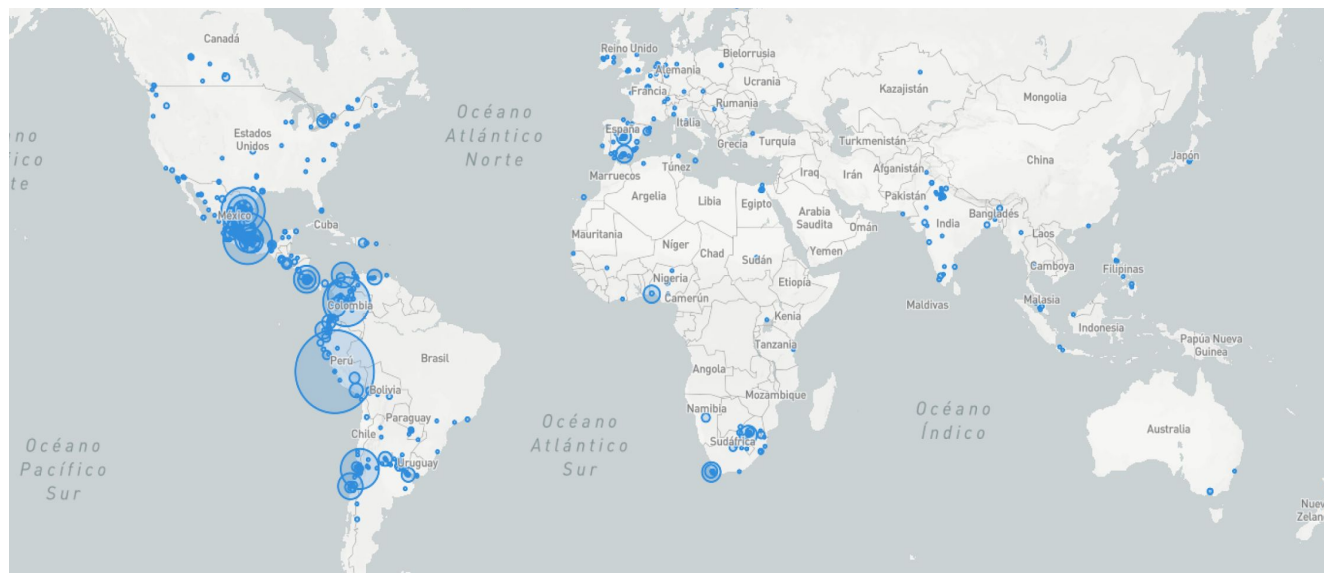 Canadá
Estados
Unidos
Océano
Atlántico
Norte
México
Cuba
Colombia
Perú
Brasil
Bolivia
Paraguay
Chile
Uruguay
Océano
Pacífico
Sur
Océano
Atlántico
Sur
Reino Unido
Bielorrusia
Alemania
Ucrania
Francia
Rumania
Italia
España
Grecia
Turquía
Túnez
Marruecos
Argelia
Libia
Egipto
Mauritania
Níger
Chad
Sudán
Nigeria
Camerún
Etiopía
Kenia
Tanzania
Angola
Mozambique
Namibia
Sudáfrica
Kazajistán
Mongolia
Turkmenistán
Afganistán
China
Japón
Iraq
Irán
Pakistán
Arabia
Saudita
Omán
Yemen
India
Bangladés
Laos
Camboya
Filipinas
Maldivas
Malasia
Indonesia
Papúa Nueva
Guinea
Océano
Índico
Australia